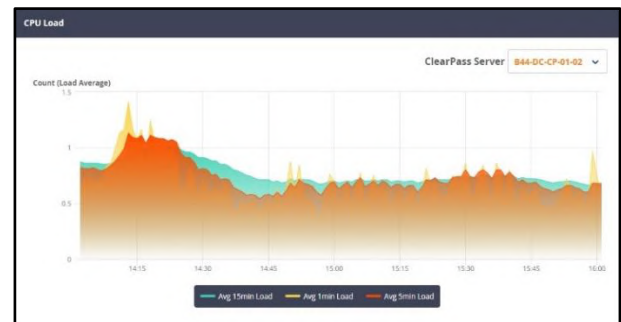 CPU Load
ClearPass Server B44-DC-CP-01-02
Count (Load Average)
1.5
1
0.5
0
14:15 14:30 14:45 15:00 15:15 15:30 15:45 16:00
Avg 15min Load Avg 1min Load Avg 5min Load